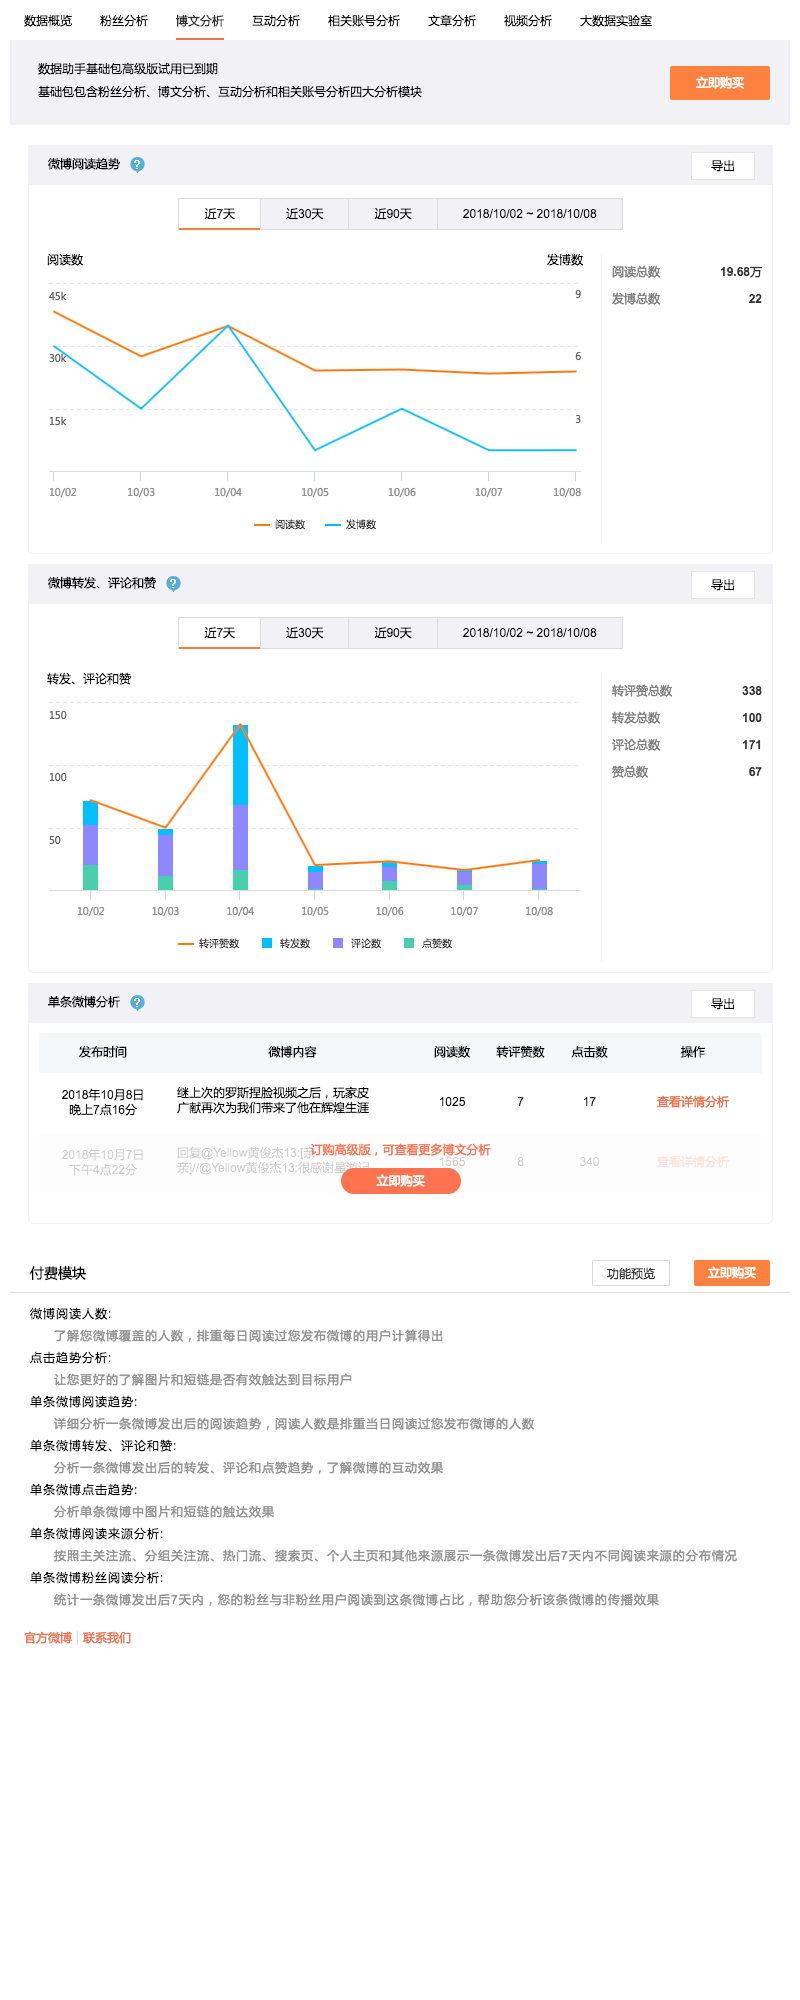 数据概览 粉丝分析 博文分析 互动分析 相关账号分析 文章分析 视频分析 大数据实验室
数据助手基础包高级版试用已到期
基础包包含粉丝分析、博文分析、互动分析和相关账号分析四大分析模块
立即购买
微博阅读趋势 ?
导出
近7天 近30天 近90天 2018/10/02 ~ 2018/10/08
阅读数 发博数
45k 9
30k 6
15k 3
10/02 10/03 10/04 10/05 10/06 10/07 10/08
阅读数 发博数
阅读总数 19.68万
发博总数 22
微博转发、评论和赞 ?
导出
近7天 近30天 近90天 2018/10/02 ~ 2018/10/08
转发、评论和赞
150
100
50
10/02 10/03 10/04 10/05 10/06 10/07 10/08
转评赞数 转发数 评论数 点赞数
转评赞总数 338
转发总数 100
评论总数 171
赞总数 67
单条微博分析 ?
导出
发布时间 微博内容 阅读数 转评赞数 点击数 操作
2018年10月8日
晚上7点16分
继上次的罗斯捏脸视频之后，玩家皮
广献再次为我们带来了他在辉煌生涯
1025 7 17 查看详情分析
2018年10月7日
下午4点22分
回复@Yellow黄俊杰13:[亲
亲]//@Yellow黄俊杰13:很感谢星游记
1565 8 340 查看详情分析
订购高级版，可查看更多博文分析
立即购买
付费模块
功能预览 立即购买
微博阅读人数:
了解您微博覆盖的人数，排重每日阅读过您发布微博的用户计算得出
点击趋势分析:
让您更好的了解图片和短链是否有效触达到目标用户
单条微博阅读趋势:
详细分析一条微博发出后的阅读趋势，阅读人数是排重当日阅读过您发布微博的人数
单条微博转发、评论和赞:
分析一条微博发出后的转发、评论和点赞趋势，了解微博的互动效果
单条微博点击趋势:
分析单条微博中图片和短链的触达效果
单条微博阅读来源分析:
按照主关注流、分组关注流、热门流、搜索页、个人主页和其他来源展示一条微博发出后7天内不同阅读来源的分布情况
单条微博粉丝阅读分析:
统计一条微博发出后7天内，您的粉丝与非粉丝用户阅读到这条微博占比，帮助您分析该条微博的传播效果
官方微博 | 联系我们